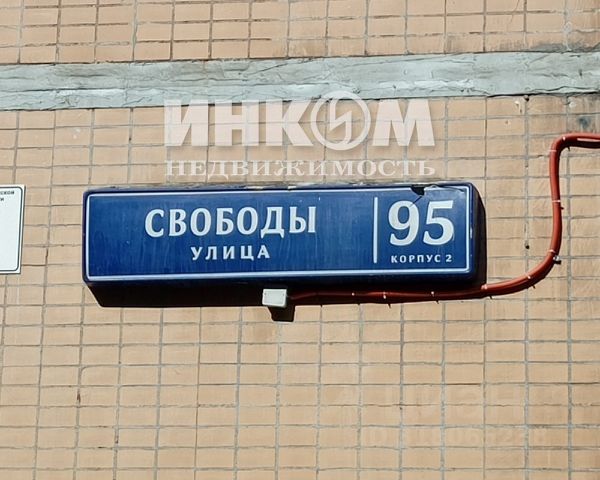 ИНКОМ
НЕДВИЖИМОСТЬ
СВОБОДЫ
УЛИЦА
95
КОРПУС 2